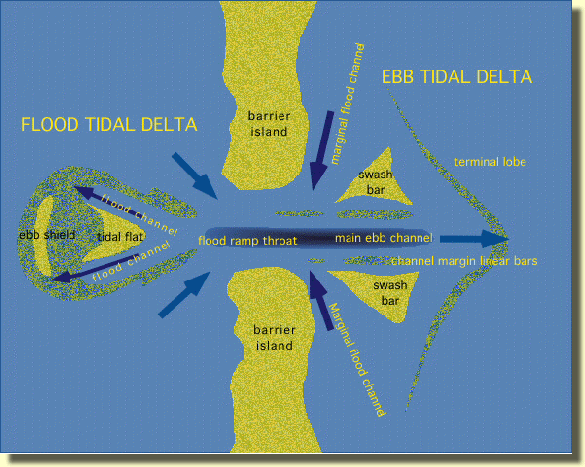 EBB TIDAL DELTA
FLOOD TIDAL DELTA
barrier
island
marginal flood channel
terminal lobe
swash
bar
flood channel
ebb shield
tidal flat
flood channel
flood ramp throat
main ebb channel
channel margin linear bars
swash
bar
barrier
island
Marginal flood channel